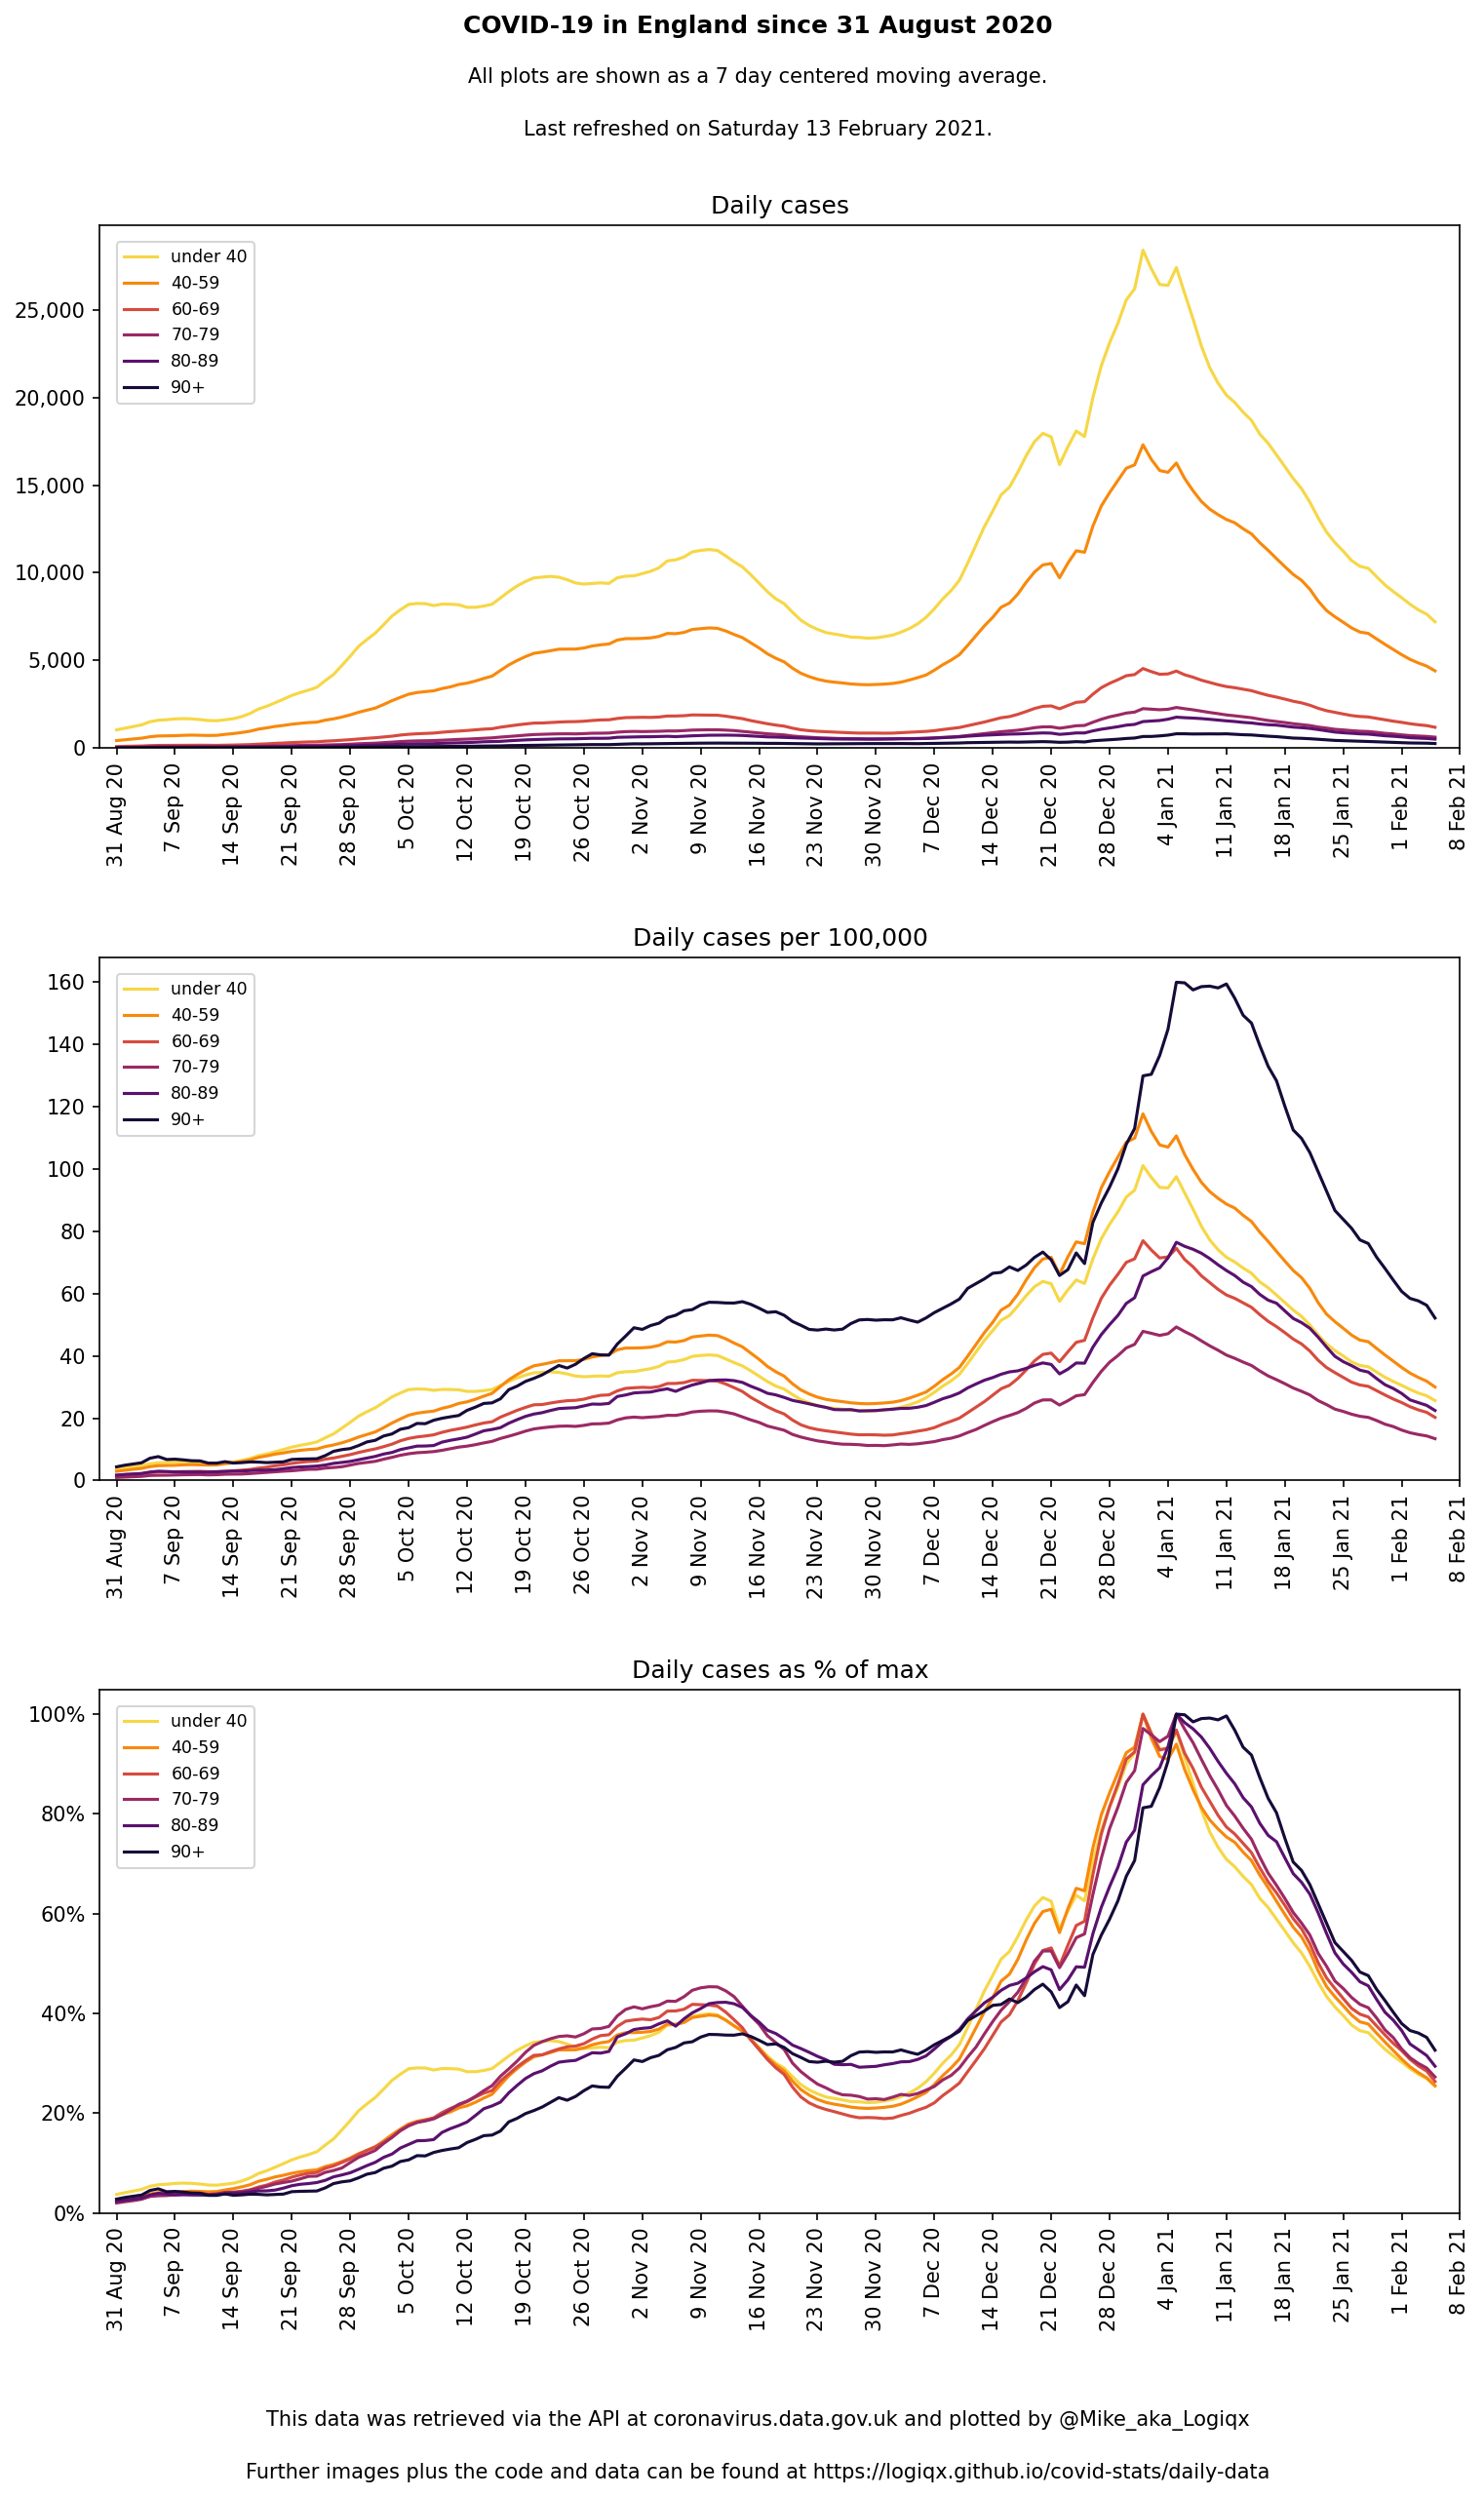 COVID-19 in England since 31 August 2020
All plots are shown as a 7 day centered moving average.
Last refreshed on Saturday 13 February 2021.
Daily cases
under 40
40-59
60-69
70-79
80-89
90+
25,000
20,000
15,000
10,000
5,000
0
31 Aug 20
7 Sep 20
14 Sep 20
21 Sep 20
28 Sep 20
5 Oct 20
12 Oct 20
19 Oct 20
26 Oct 20
2 Nov 20
9 Nov 20
16 Nov 20
23 Nov 20
30 Nov 20
7 Dec 20
14 Dec 20
21 Dec 20
28 Dec 20
4 Jan 21
11 Jan 21
18 Jan 21
25 Jan 21
1 Feb 21
8 Feb 21
Daily cases per 100,000
under 40
40-59
60-69
70-79
80-89
90+
160
140
120
100
80
60
40
20
0
31 Aug 20
7 Sep 20
14 Sep 20
21 Sep 20
28 Sep 20
5 Oct 20
12 Oct 20
19 Oct 20
26 Oct 20
2 Nov 20
9 Nov 20
16 Nov 20
23 Nov 20
30 Nov 20
7 Dec 20
14 Dec 20
21 Dec 20
28 Dec 20
4 Jan 21
11 Jan 21
18 Jan 21
25 Jan 21
1 Feb 21
8 Feb 21
Daily cases as % of max
under 40
40-59
60-69
70-79
80-89
90+
100%
80%
60%
40%
20%
0%
31 Aug 20
7 Sep 20
14 Sep 20
21 Sep 20
28 Sep 20
5 Oct 20
12 Oct 20
19 Oct 20
26 Oct 20
2 Nov 20
9 Nov 20
16 Nov 20
23 Nov 20
30 Nov 20
7 Dec 20
14 Dec 20
21 Dec 20
28 Dec 20
4 Jan 21
11 Jan 21
18 Jan 21
25 Jan 21
1 Feb 21
8 Feb 21
This data was retrieved via the API at coronavirus.data.gov.uk and plotted by @Mike_aka_Logiqx
Further images plus the code and data can be found at https://logiqx.github.io/covid-stats/daily-data